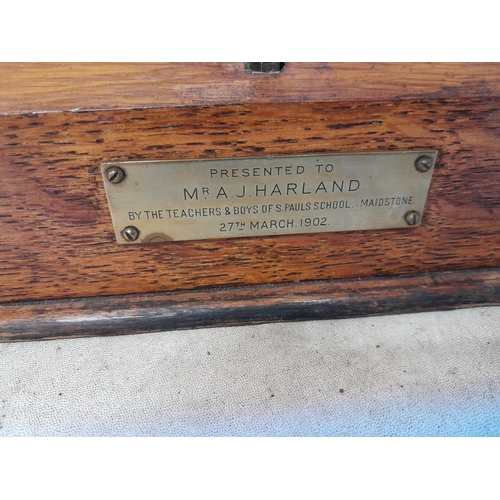 PRESENTED TO
MR A.J. HARLAND
BY THE TEACHERS & BOYS OF S. PAULS SCHOOL.- MAIDSTONE.
27TH MARCH, 1902.